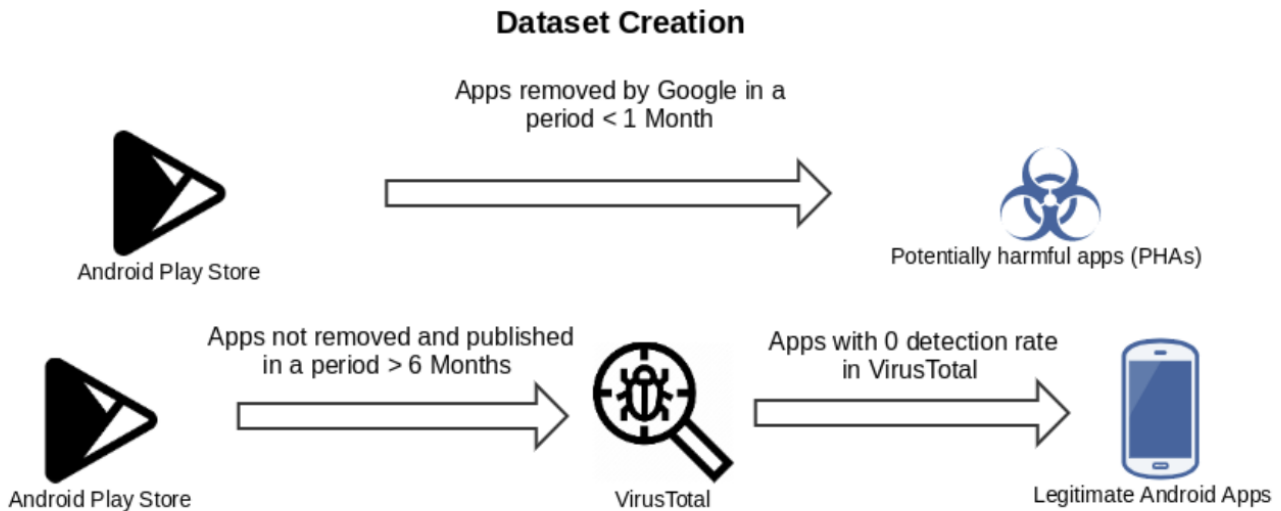 Dataset Creation
Apps removed by Google in a
period < 1 Month
Android Play Store
Potentially harmful apps (PHAs)
Apps not removed and published
in a period > 6 Months
Apps with 0 detection rate
in VirusTotal
Android Play Store
VirusTotal
Legitimate Android Apps